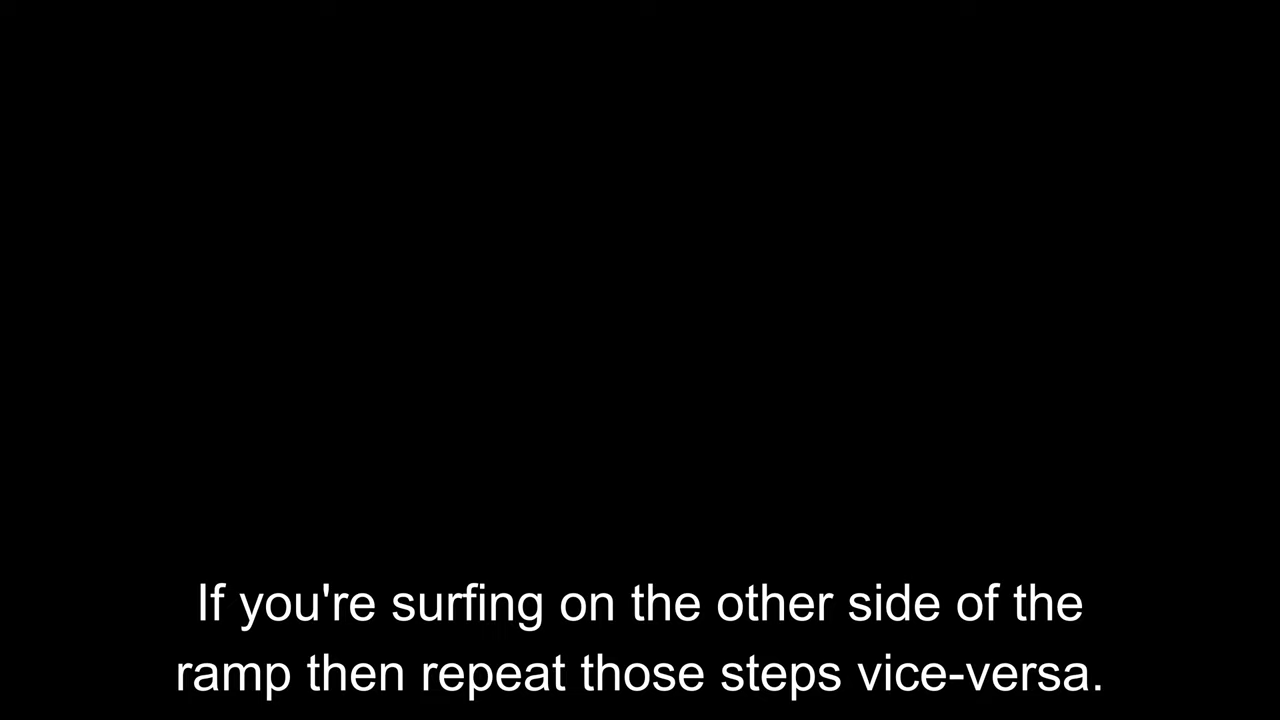 If you're surfing on the other side of the
ramp then repeat those steps vice-versa.